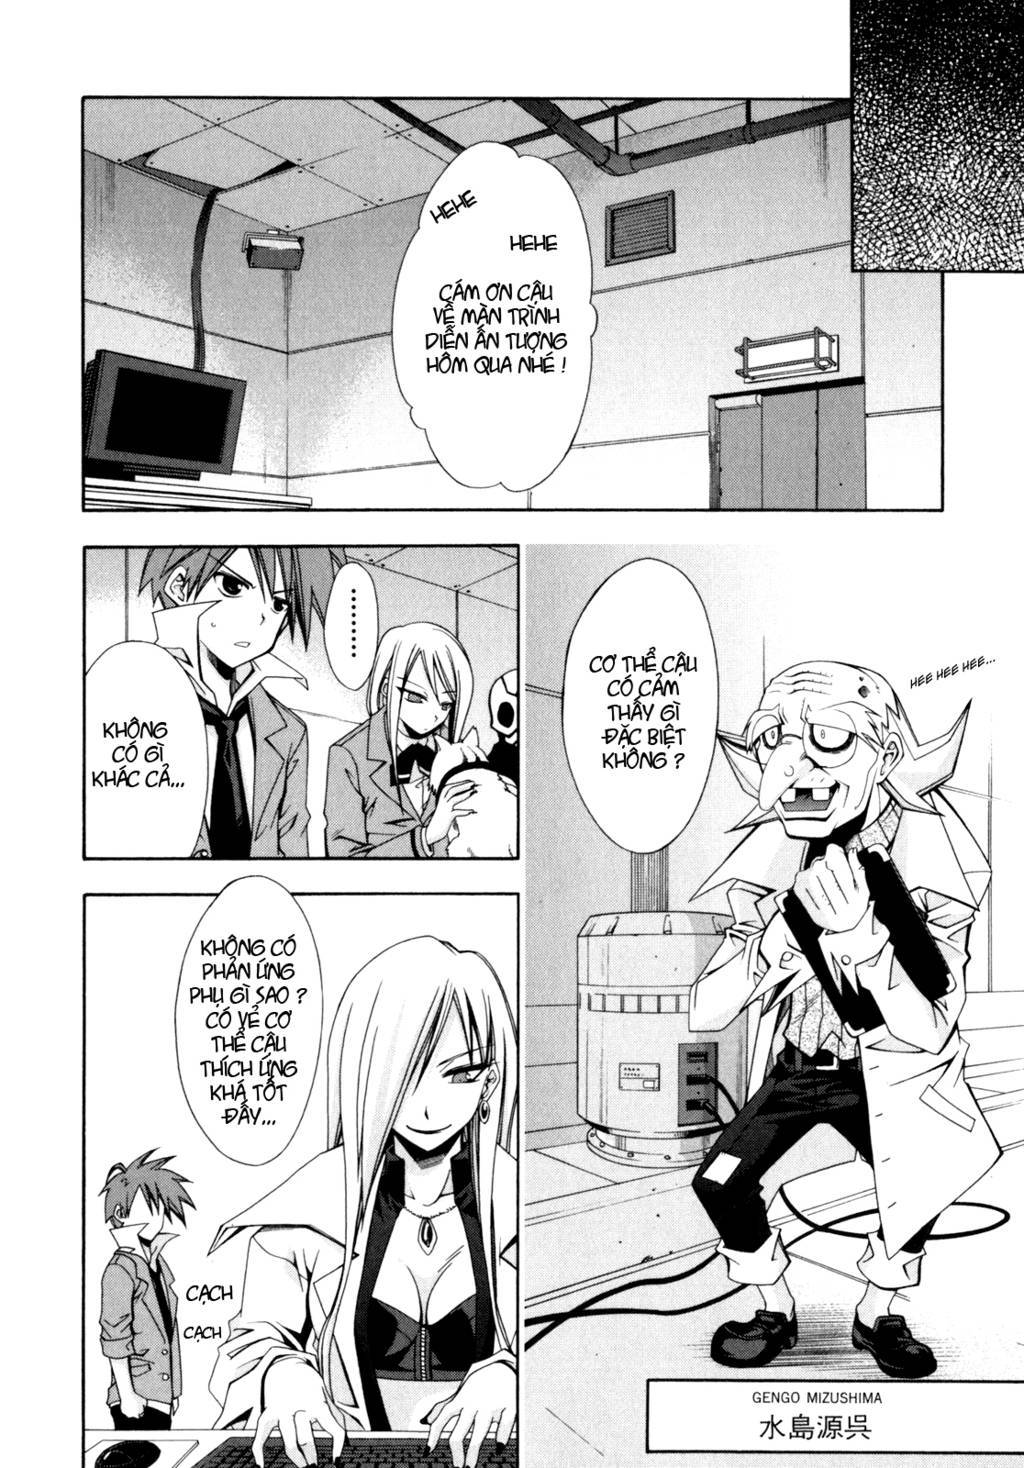 HEHE
HEHE
CÁM ƠN CẬU
VỀ MÀN TRÌNH
DIỄN ẤN TƯỢNG
HÔM QUA NHÉ !
HEE HEE HEE...
CƠ THỂ CẬU
CÓ CẢM
THẤY GÌ
ĐẶC BIỆT
KHÔNG ?
GENGO MIZUSHIMA
水島源呉
........
KHÔNG
CÓ GÌ
KHÁC CẢ...
KHÔNG CÓ
PHẢN ỨNG
PHỤ GÌ SAO ?
CÓ VẺ CƠ
THỂ CẬU
THÍCH ỨNG
KHÁ TỐT
ĐẤY...
CẠCH
CẠCH